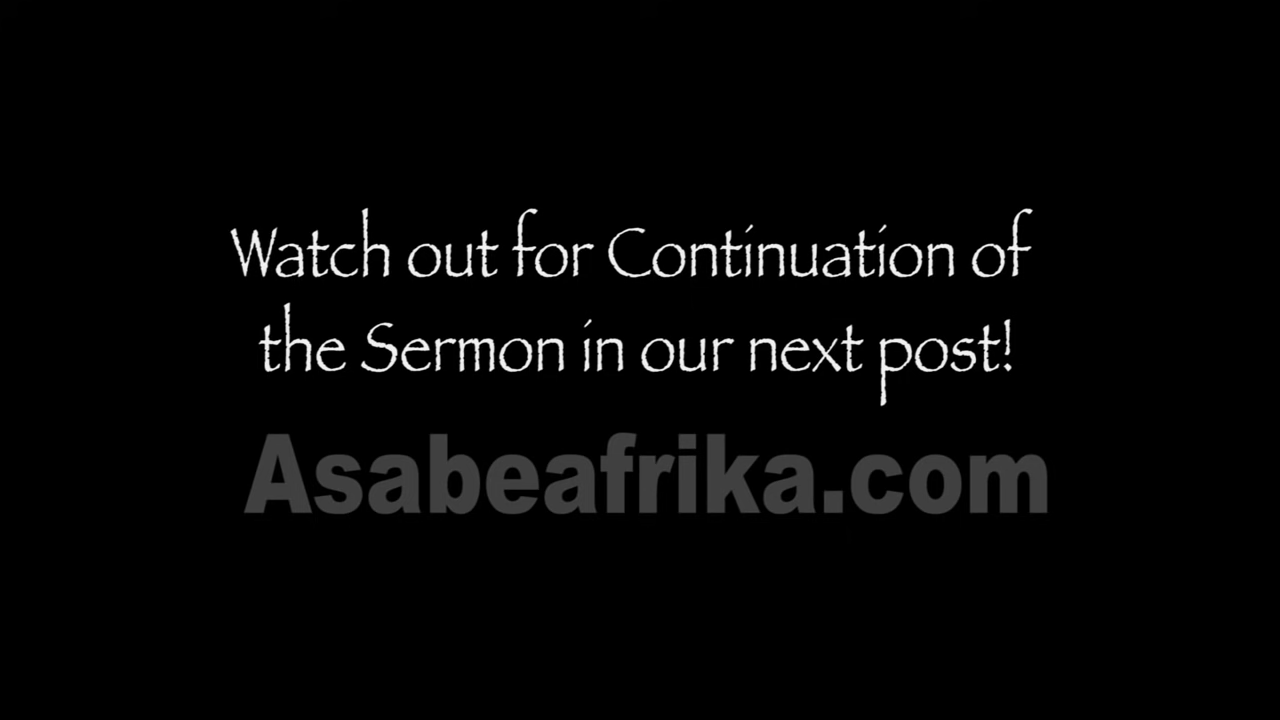 Watch out for Continuation of
the Sermon in our next post!
Asabeafrika.com